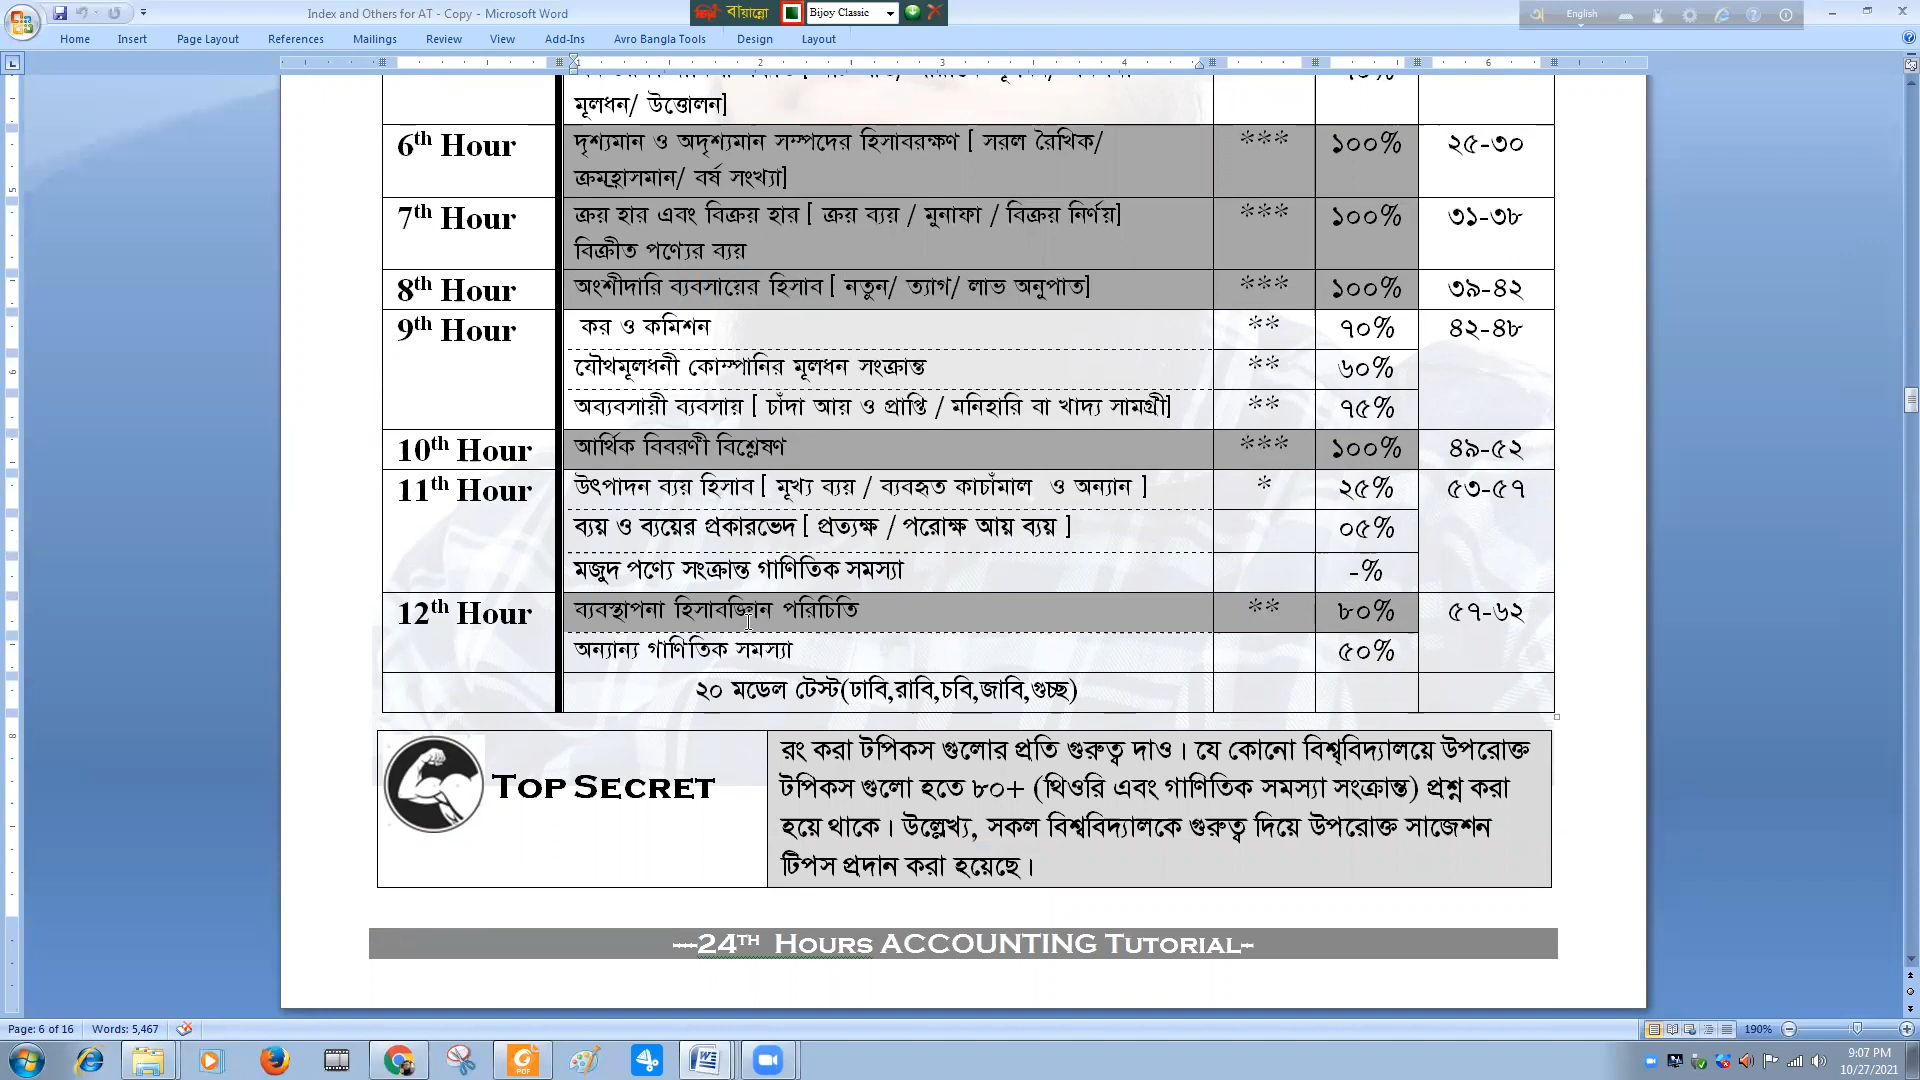 Index and Others for AT - Copy - Microsoft Word
বায়ান্নো
Bijoy Classic
English
Home Insert Page Layout References Mailings Review View Add-Ins Avro Bangla Tools Design Layout
মূলধন/ উত্তোলন]
6th Hour দৃশ্যমান ও অদৃশ্যমান সম্পদের হিসাবরক্ষণ [ সরল রৈখিক/ *** ১০০% ২৫-৩০
ক্রমহ্রাসমান/ বর্ষ সংখ্যা]
7th Hour ক্রয় হার এবং বিক্রয় হার [ ক্রয় ব্যয় / মুনাফা / বিক্রয় নির্ণয়] *** ১০০% ৩১-৩৮
বিক্রীত পণ্যের ব্যয়
8th Hour অংশীদারি ব্যবসায়ের হিসাব [ নতুন/ ত্যাগ/ লাভ অনুপাত] *** ১০০% ৩৯-৪২
9th Hour কর ও কমিশন ** ৭০% ৪২-৪৮
যৌথমূলধনী কোম্পানির মূলধন সংক্রান্ত ** ৬০%
অব্যবসায়ী ব্যবসায় [ চাঁদা আয় ও প্রাপ্তি / মনিহারি বা খাদ্য সামগ্রী] ** ৭৫%
10th Hour আর্থিক বিবরণী বিশ্লেষণ *** ১০০% ৪৯-৫২
11th Hour উৎপাদন ব্যয় হিসাব [ মূখ্য ব্যয় / ব্যবহৃত কাচাঁমাল ও অন্যান ] * ২৫% ৫৩-৫৭
ব্যয় ও ব্যয়ের প্রকারভেদ [ প্রত্যক্ষ / পরোক্ষ আয় ব্যয় ] ০৫%
মজুদ পণ্যে সংক্রান্ত গাণিতিক সমস্যা -%
12th Hour ব্যবস্থাপনা হিসাবজ্ঞিান পরিচিতি ** ৮০% ৫৭-৬২
অন্যান্য গাণিতিক সমস্যা ৫০%
২০ মডেল টেস্ট(ঢাবি,রাবি,চবি,জাবি,গুচ্ছ)
TOP SECRET
রং করা টপিকস গুলোর প্রতি গুরুত্ব দাও। যে কোনো বিশ্ববিদ্যালয়ে উপরোক্ত
টপিকস গুলো হতে ৮০+ (থিওরি এবং গাণিতিক সমস্যা সংক্রান্ত) প্রশ্ন করা
হয়ে থাকে। উল্লেখ্য, সকল বিশ্ববিদ্যালকে গুরুত্ব দিয়ে উপরোক্ত সাজেশন
টিপস প্রদান করা হয়েছে।
—24TH HOURS ACCOUNTING TUTORIAL–
Page: 6 of 16 Words: 5,467 190%
9:07 PM
10/27/2021